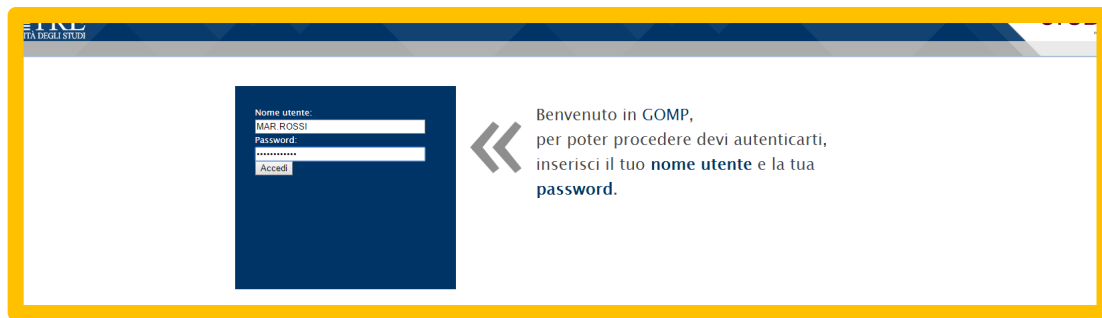 TÀ DEGLI STUDI
Nome utente:
MAR.ROSSI
Password:
••••••••••••
Accedi
Benvenuto in GOMP,
per poter procedere devi autenticarti,
inserisci il tuo nome utente e la tua
password.